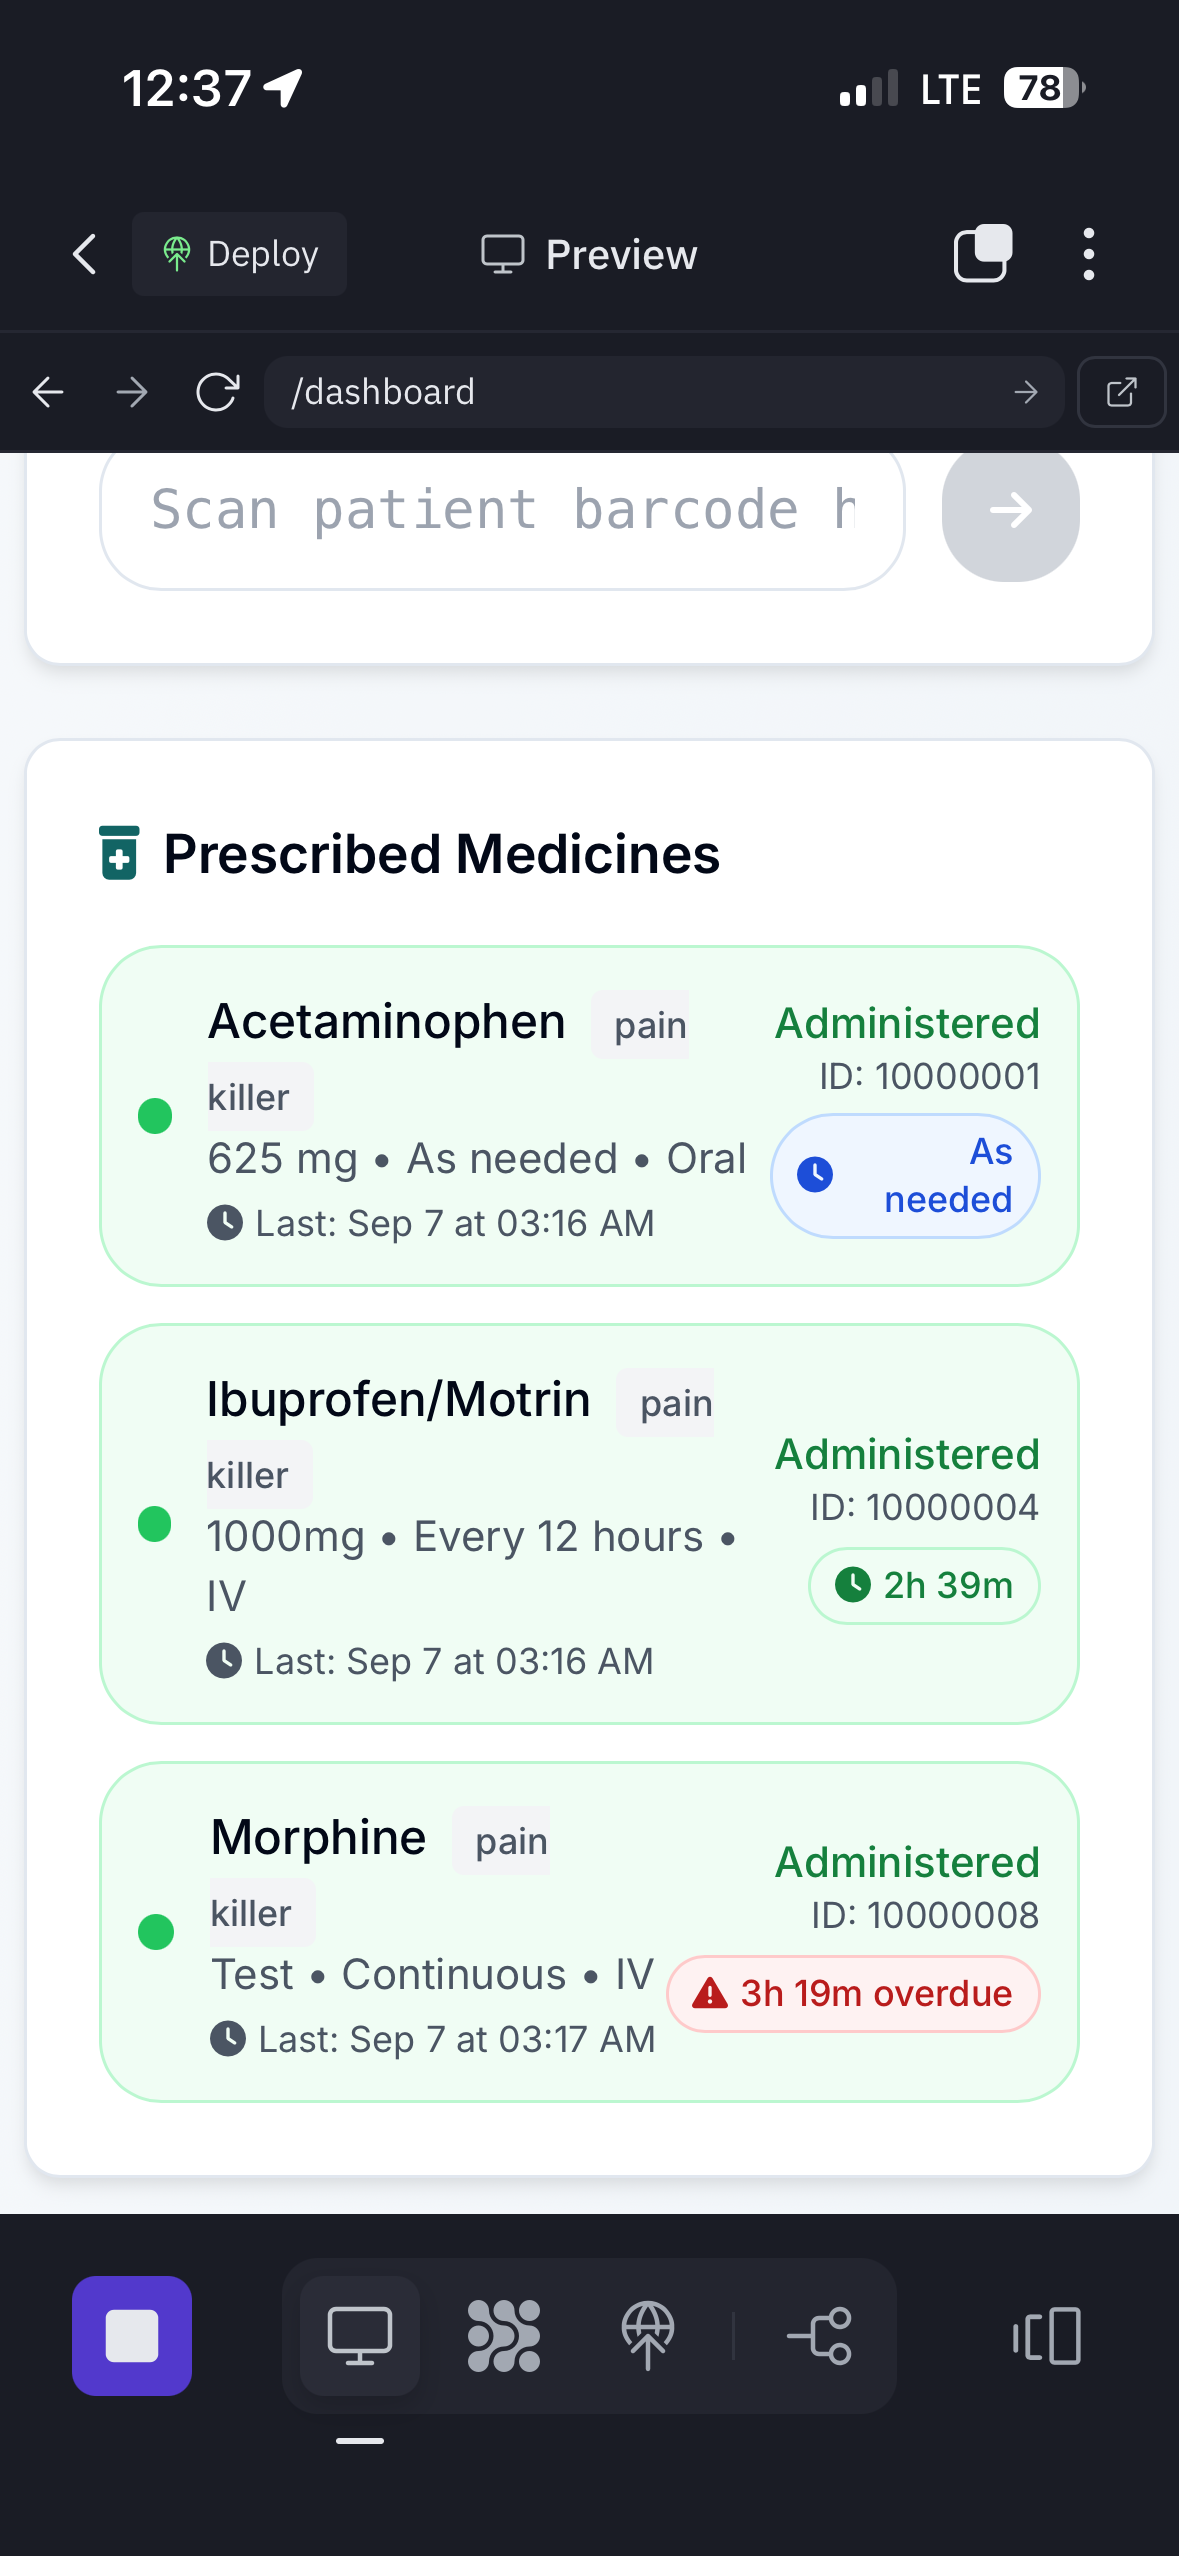 12:37
LTE
78
Deploy
Preview
/dashboard
Scan patient barcode h
Prescribed Medicines
Acetaminophen pain
killer
625 mg • As needed • Oral
Last: Sep 7 at 03:16 AM
Administered
ID: 10000001
As
needed
Ibuprofen/Motrin pain
killer
1000mg • Every 12 hours •
IV
Last: Sep 7 at 03:16 AM
Administered
ID: 10000004
2h 39m
Morphine pain
killer
Test • Continuous • IV
Last: Sep 7 at 03:17 AM
Administered
ID: 10000008
3h 19m overdue